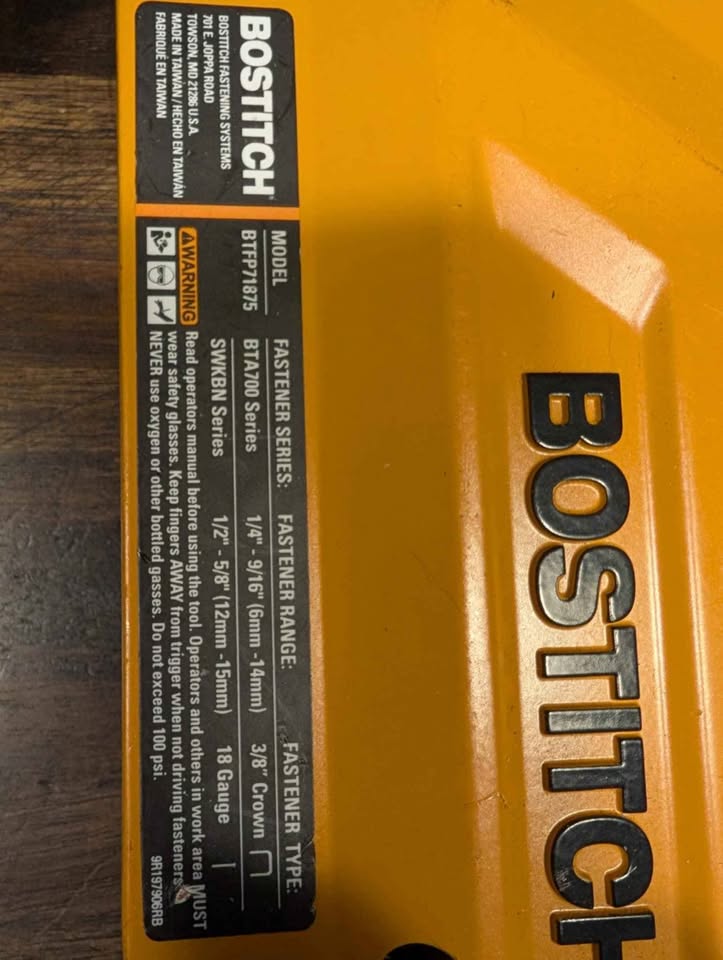 BOSTITCH
BOSTITCH FASTENING SYSTEMS
701 E. JOPPA ROAD
TOWSON, MD 21286 U.S.A.
MADE IN TAIWAN / HECHO EN TAIWÁN
FABRIQUÉ EN TAIWAN
MODEL FASTENER SERIES: FASTENER RANGE: FASTENER TYPE:
BTFP71875 BTA700 Series 1/4" - 9/16" (6mm -14mm) 3/8" Crown
SWKBN Series 1/2" - 5/8" (12mm -15mm) 18 Gauge
WARNING Read operators manual before using the tool. Operators and others in work area MUST
wear safety glasses. Keep fingers AWAY from trigger when not driving fasteners.
NEVER use oxygen or other bottled gasses. Do not exceed 100 psi.
9R197906RB
BOSTITCH